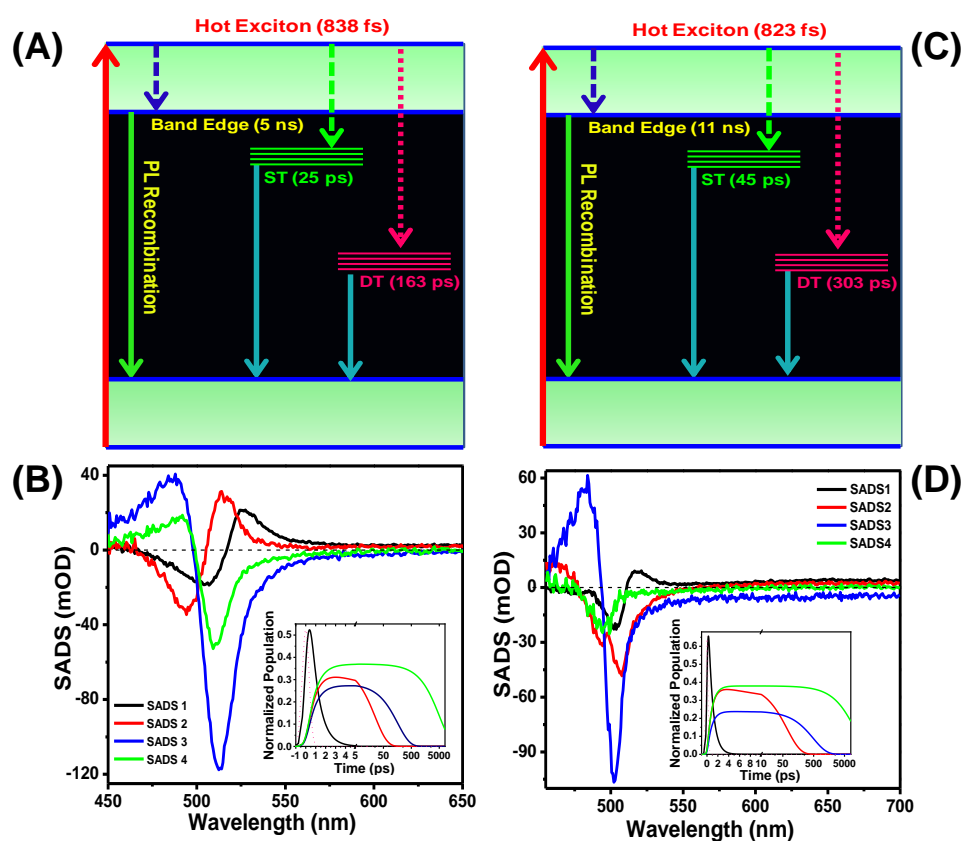 (A)
Hot Exciton (838 fs)
Band Edge (5 ns)
ST (25 ps)
DT (163 ps)
PL Recombination
(C)
Hot Exciton (823 fs)
Band Edge (11 ns)
ST (45 ps)
DT (303 ps)
PL Recombination
(B)
SADS (mOD)
40
0
-40
-80
-120
450 500 550 600 650
Wavelength (nm)
SADS 1
SADS 2
SADS 3
SADS 4
Normalized Population
0.5
0.4
0.3
0.2
0.1
0.0
-1 0 1 2 3 4 5 50 500 5000
Time (ps)
(D)
SADS (mOD)
60
30
0
-30
-60
-90
500 550 600 650 700
Wavelength (nm)
SADS1
SADS2
SADS3
SADS4
Normalized Population
0.6
0.4
0.3
0.2
0.1
0.0
0 2 4 6 8 10 50 500 5000
Time (ps)